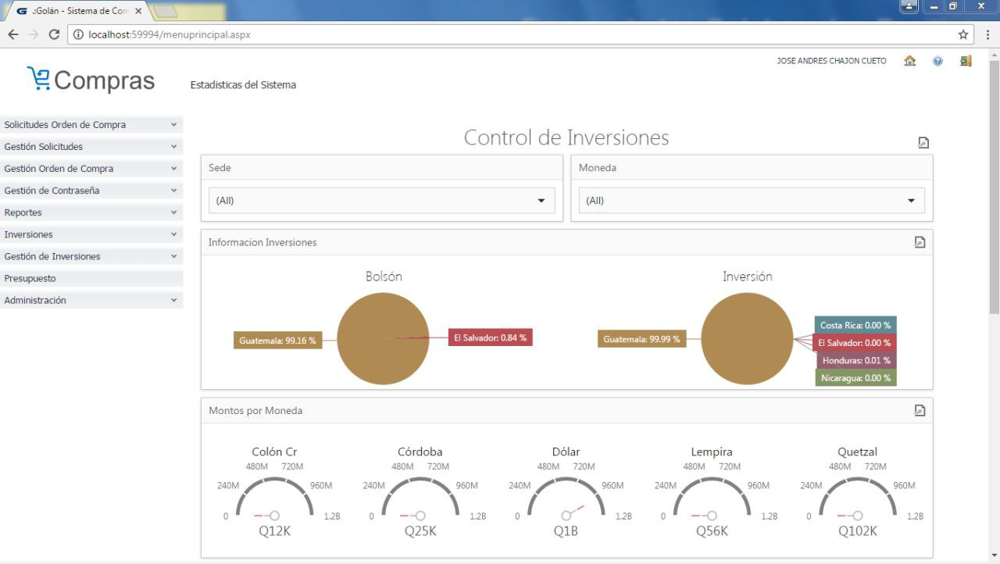 .:Golán - Sistema de Com
localhost:59994/menuprincipal.aspx
JOSE ANDRES CHAJON CUETO
Compras
Estadisticas del Sistema
Solicitudes Orden de Compra
Gestión Solicitudes
Gestión Orden de Compra
Gestión de Contraseña
Reportes
Inversiones
Gestión de Inversiones
Presupuesto
Administración
Control de Inversiones
Sede
(All)
Moneda
(All)
Informacion Inversiones
Bolsón
Guatemala: 99.16 %
El Salvador: 0.84 %
Inversión
Guatemala: 99.99 %
Costa Rica: 0.00 %
El Salvador: 0.00 %
Honduras: 0.01 %
Nicaragua: 0.00 %
Montos por Moneda
Colón Cr
0 240M 480M 720M 960M 1.2B
Q12K
Córdoba
0 240M 480M 720M 960M 1.2B
Q25K
Dólar
0 240M 480M 720M 960M 1.2B
Q1B
Lempira
0 240M 480M 720M 960M 1.2B
Q56K
Quetzal
0 240M 480M 720M 960M 1.2B
Q102K